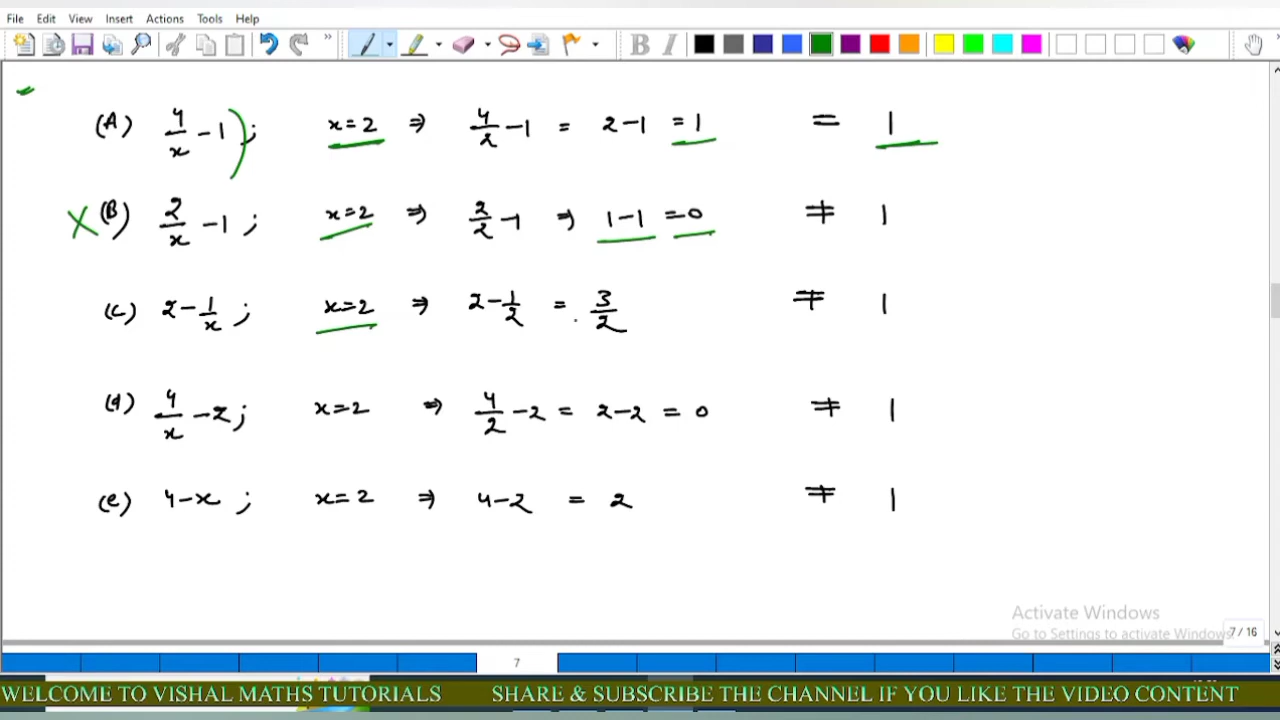 File Edit View Insert Actions Tools Help
(A) 4/x - 1 ; x = 2 ⇒ 4/2 - 1 = 2 - 1 = 1 = 1
X (B) 2/x - 1 ; x = 2 ⇒ 2/2 - 1 ⇒ 1 - 1 = 0 ≠ 1
(c) 2 - 1/x ; x = 2 ⇒ 2 - 1/2 = 3/2 ≠ 1
(d) 4/x - 2 ; x = 2 ⇒ 4/2 - 2 = 2 - 2 = 0 ≠ 1
(e) 4 - x ; x = 2 ⇒ 4 - 2 = 2 ≠ 1
Activate Windows
Go to Settings to activate Windows.
7 / 16
7
WELCOME TO VISHAL MATHS TUTORIALS SHARE & SUBSCRIBE THE CHANNEL IF YOU LIKE THE VIDEO CONTENT